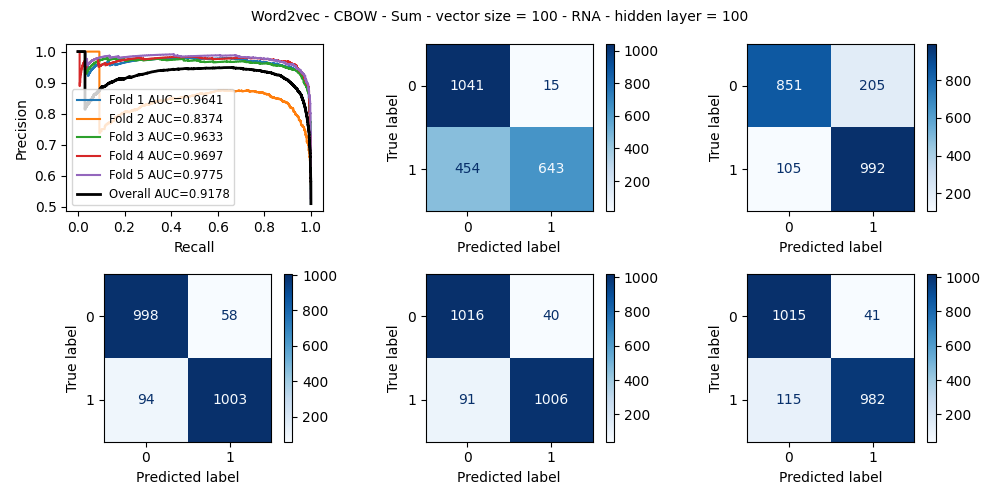 Word2vec - CBOW - Sum - vector size = 100 - RNA - hidden layer = 100
1.0
0.9
0.8
0.7
0.6
0.5
Precision
Fold 1 AUC=0.9641
Fold 2 AUC=0.8374
Fold 3 AUC=0.9633
Fold 4 AUC=0.9697
Fold 5 AUC=0.9775
Overall AUC=0.9178
0.0 0.2 0.4 0.6 0.8 1.0
Recall
True label
0 1041 15
1 454 643
0 1
Predicted label
1000
800
600
400
200
True label
0 851 205
1 105 992
0 1
Predicted label
800
600
400
200
True label
0 998 58
1 94 1003
0 1
Predicted label
1000
800
600
400
200
True label
0 1016 40
1 91 1006
0 1
Predicted label
1000
800
600
400
200
True label
0 1015 41
1 115 982
0 1
Predicted label
1000
800
600
400
200